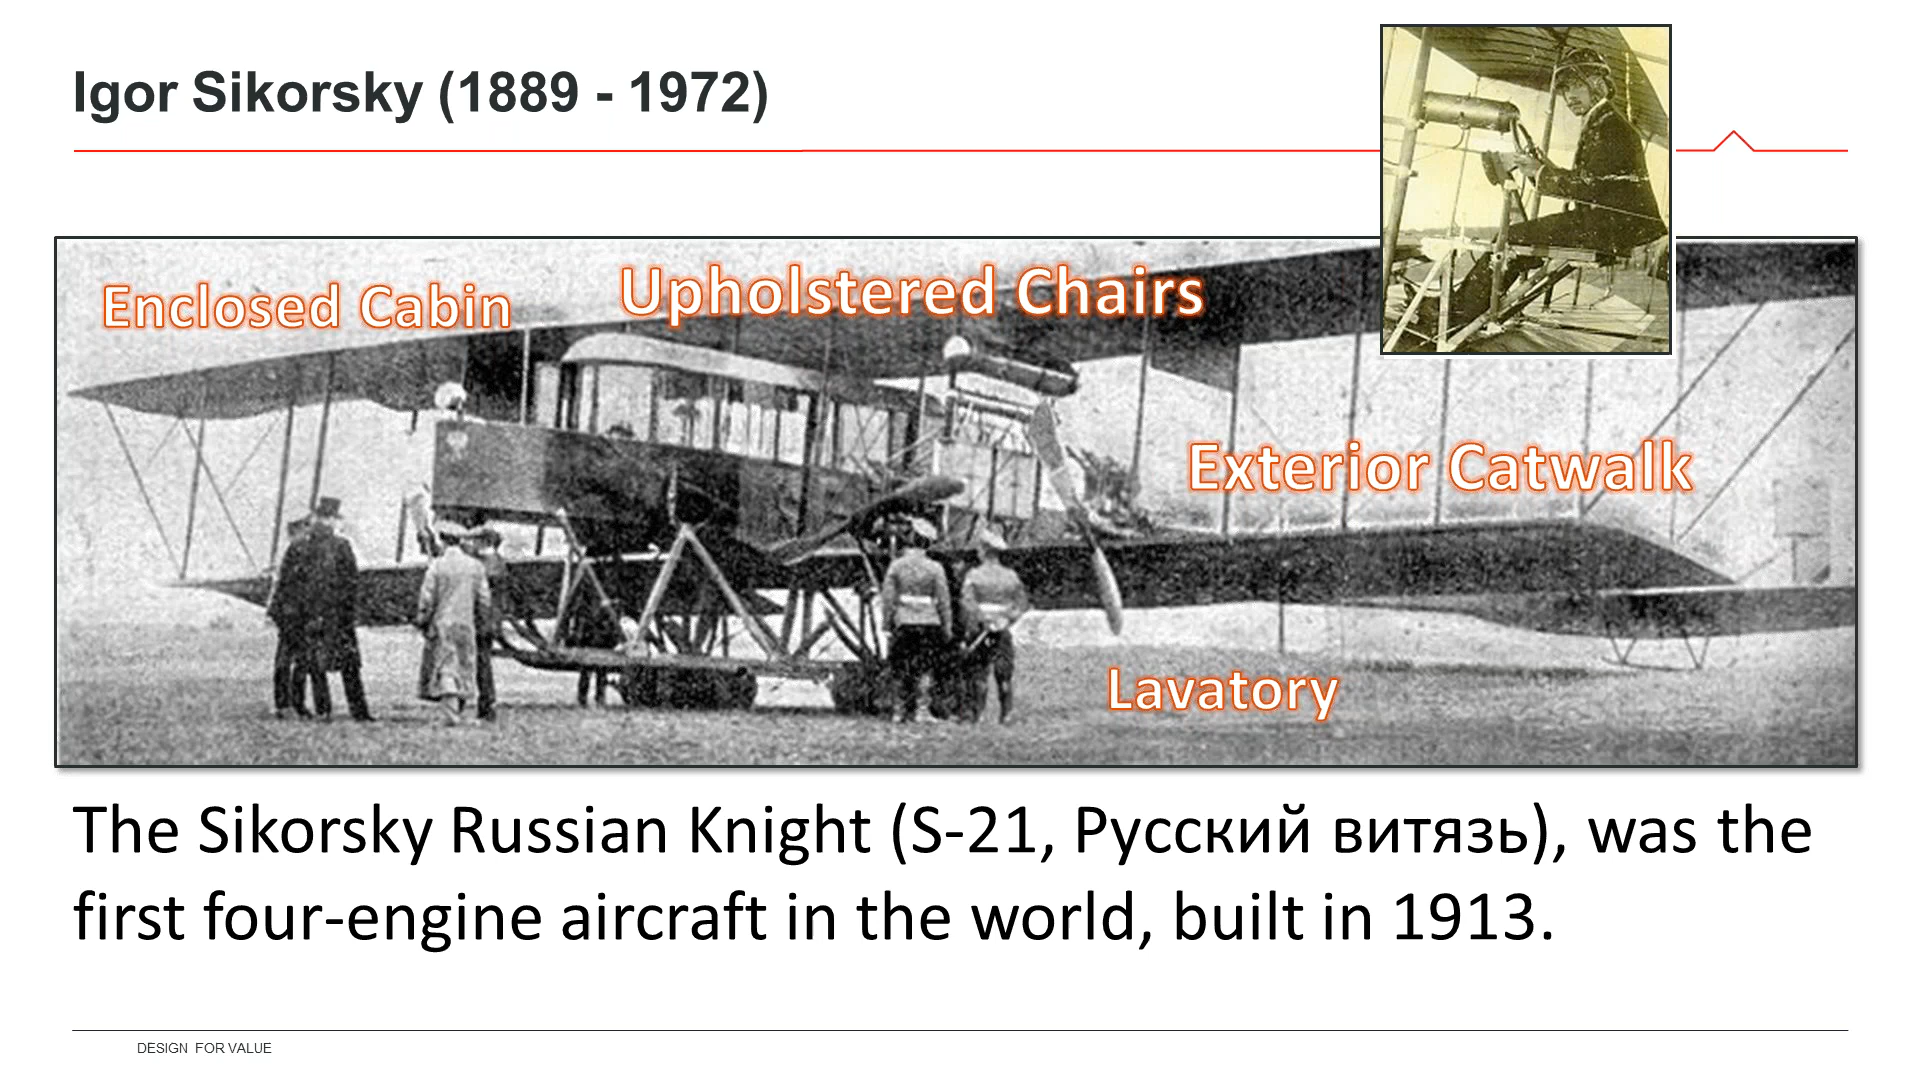 Igor Sikorsky (1889 - 1972)
Enclosed Cabin
Upholstered Chairs
Exterior Catwalk
Lavatory
The Sikorsky Russian Knight (S-21, Русский витязь), was the
first four-engine aircraft in the world, built in 1913.
DESIGN FOR VALUE